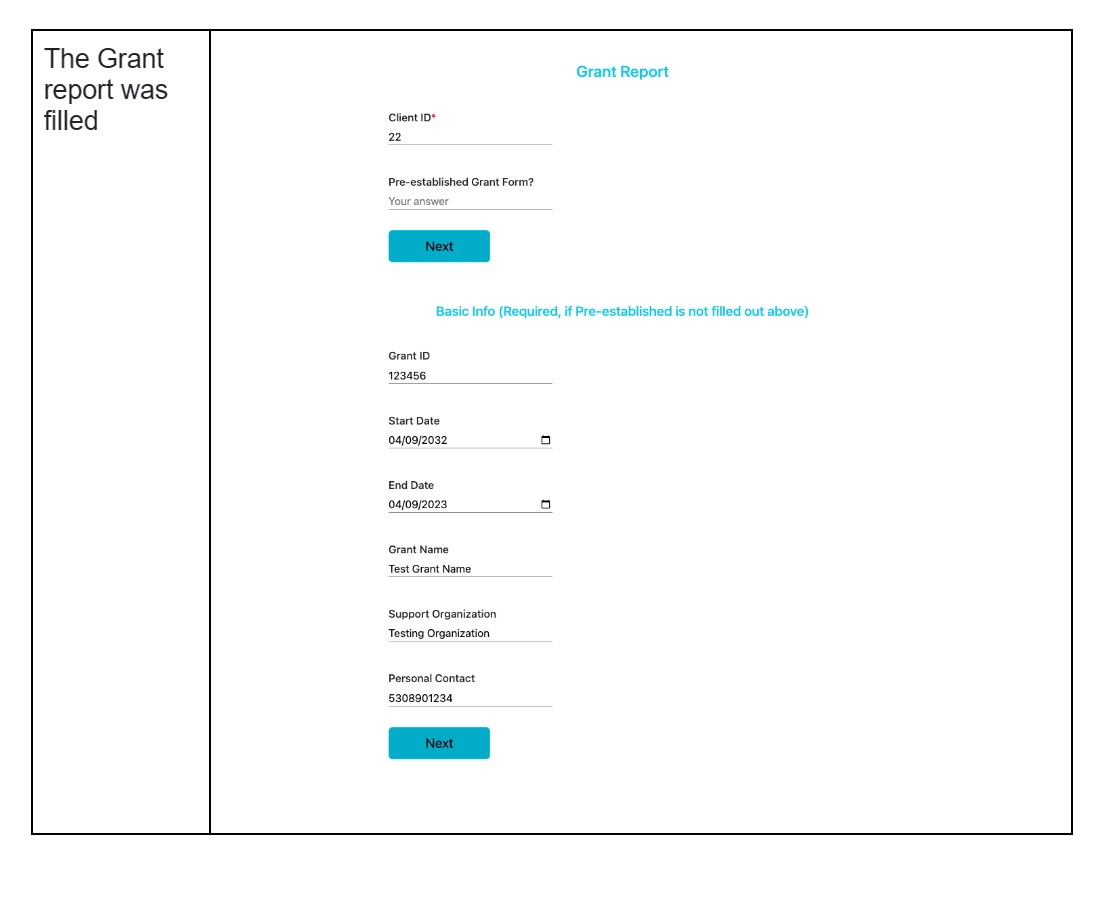 The Grant
report was
filled
Grant Report
Client ID*
22
Pre-established Grant Form?
Your answer
Next
Basic Info (Required, if Pre-established is not filled out above)
Grant ID
123456
Start Date
04/09/2032
End Date
04/09/2023
Grant Name
Test Grant Name
Support Organization
Testing Organization
Personal Contact
5308901234
Next